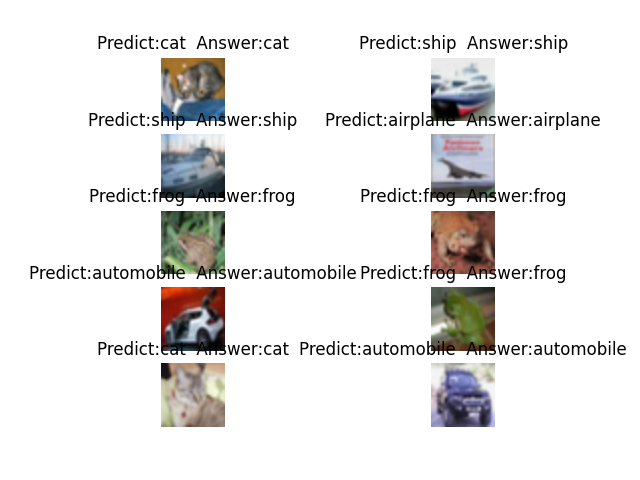 Predict:cat  Answer:cat
Predict:ship  Answer:ship
Predict:ship  Answer:ship
Predict:airplane  Answer:airplane
Predict:frog  Answer:frog
Predict:frog  Answer:frog
Predict:automobile  Answer:automobile
Predict:frog  Answer:frog
Predict:cat  Answer:cat
Predict:automobile  Answer:automobile